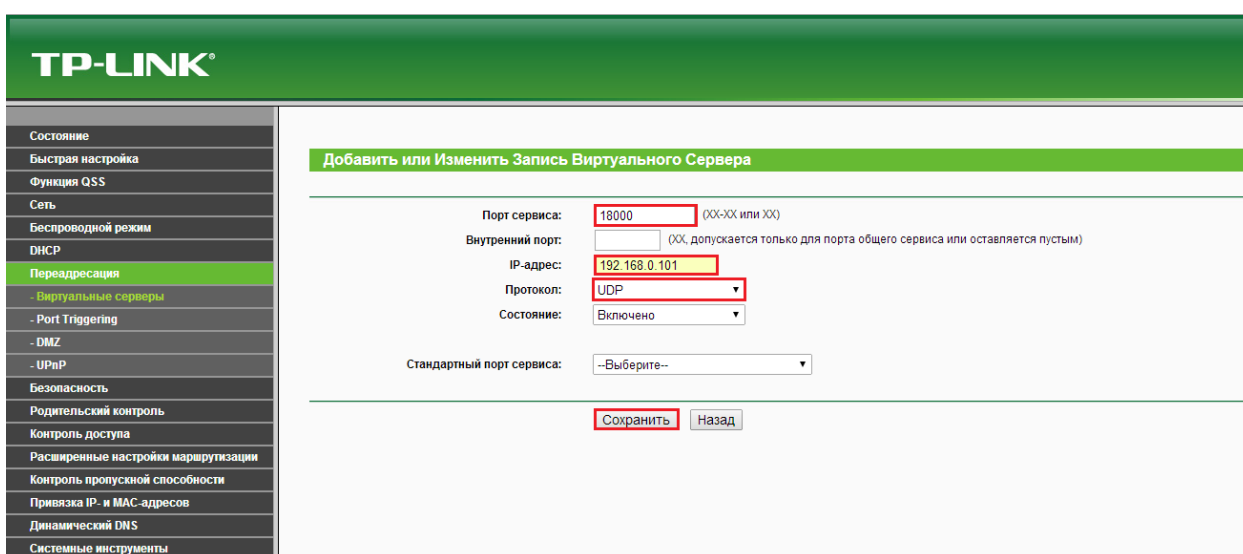 TP-LINK®
Состояние
Быстрая настройка
Функция QSS
Сеть
Беспроводной режим
DHCP
Переадресация
- Виртуальные серверы
- Port Triggering
- DMZ
- UPnP
Безопасность
Родительский контроль
Контроль доступа
Расширенные настройки маршрутизации
Контроль пропускной способности
Привязка IP- и MAC-адресов
Динамический DNS
Системные инструменты
Добавить или Изменить Запись Виртуального Сервера
Порт сервиса: 18000 (XX-XX или XX)
Внутренний порт: (XX, допускается только для порта общего сервиса или оставляется пустым)
IP-адрес: 192.168.0.101
Протокол: UDP
Состояние: Включено
Стандартный порт сервиса: --Выберите--
Сохранить Назад